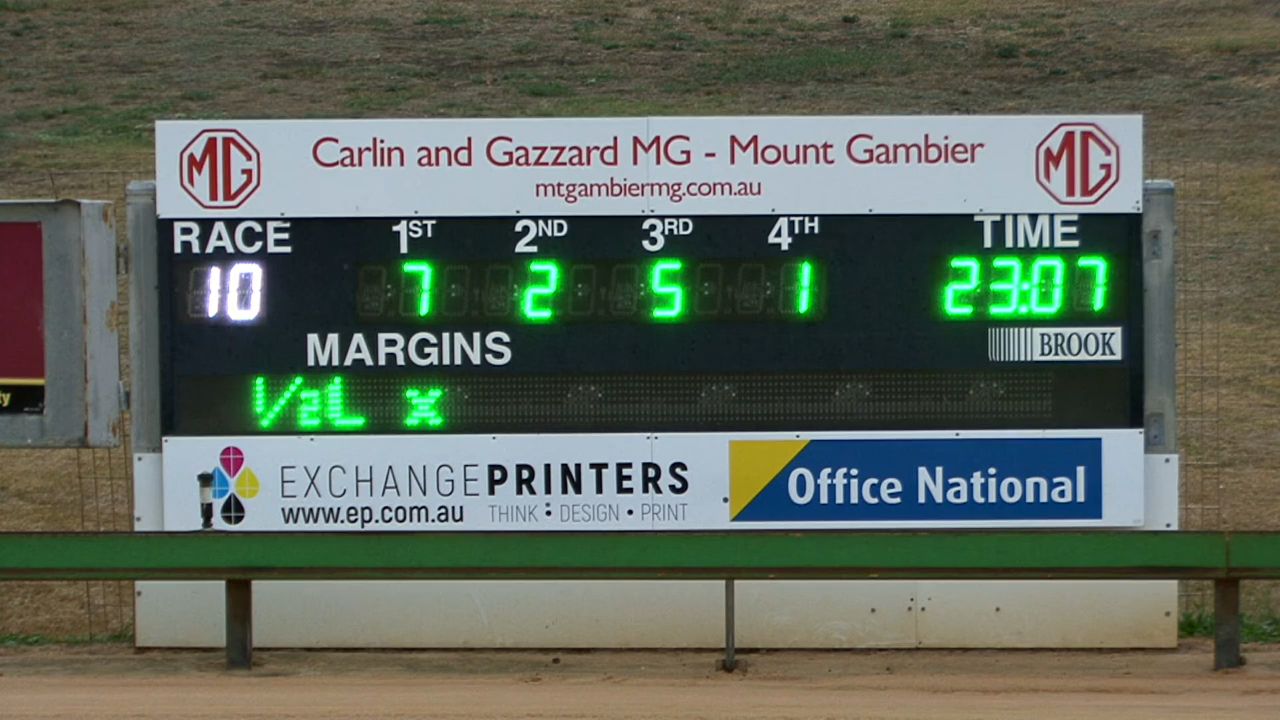 MG Carlin and Gazzard MG - Mount Gambier MG
mtgambiermg.com.au
RACE 1ST 2ND 3RD 4TH TIME
10 7 2 5 1 23:07
MARGINS BROOK
1/2L x
EXCHANGEPRINTERS
www.ep.com.au THINK : DESIGN • PRINT
Office National